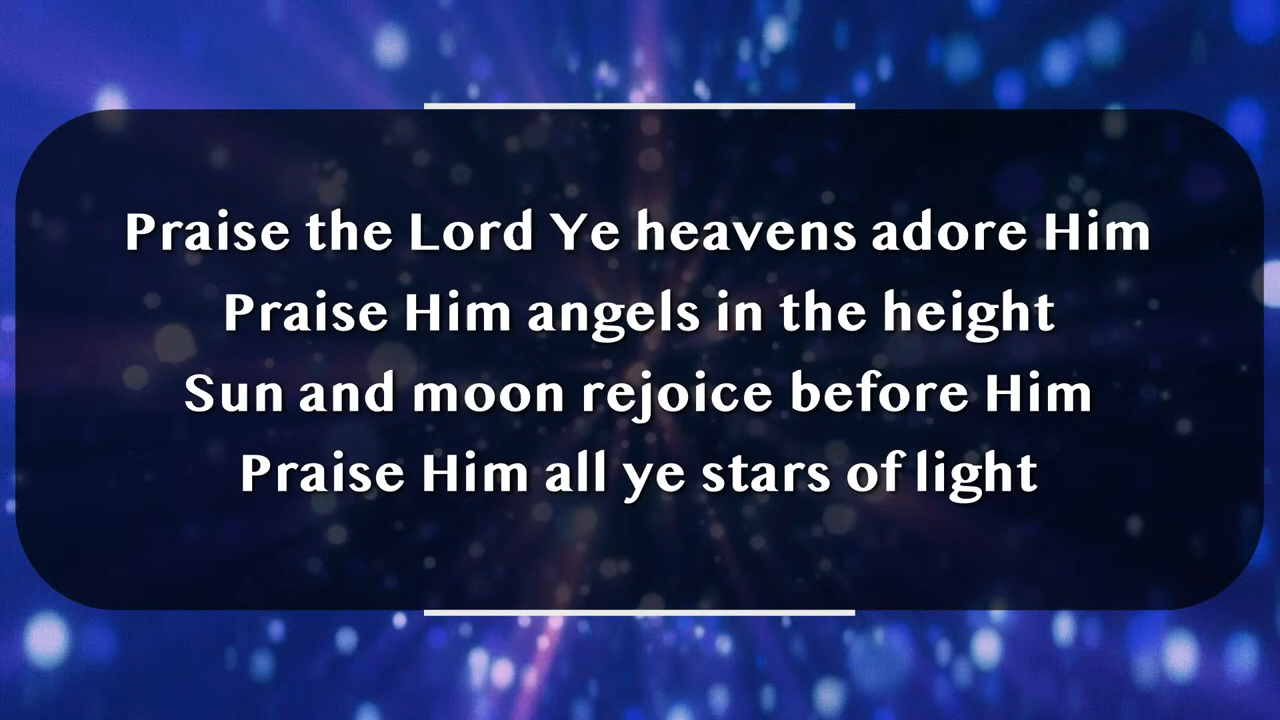 Praise the Lord Ye heavens adore Him
Praise Him angels in the height
Sun and moon rejoice before Him
Praise Him all ye stars of light